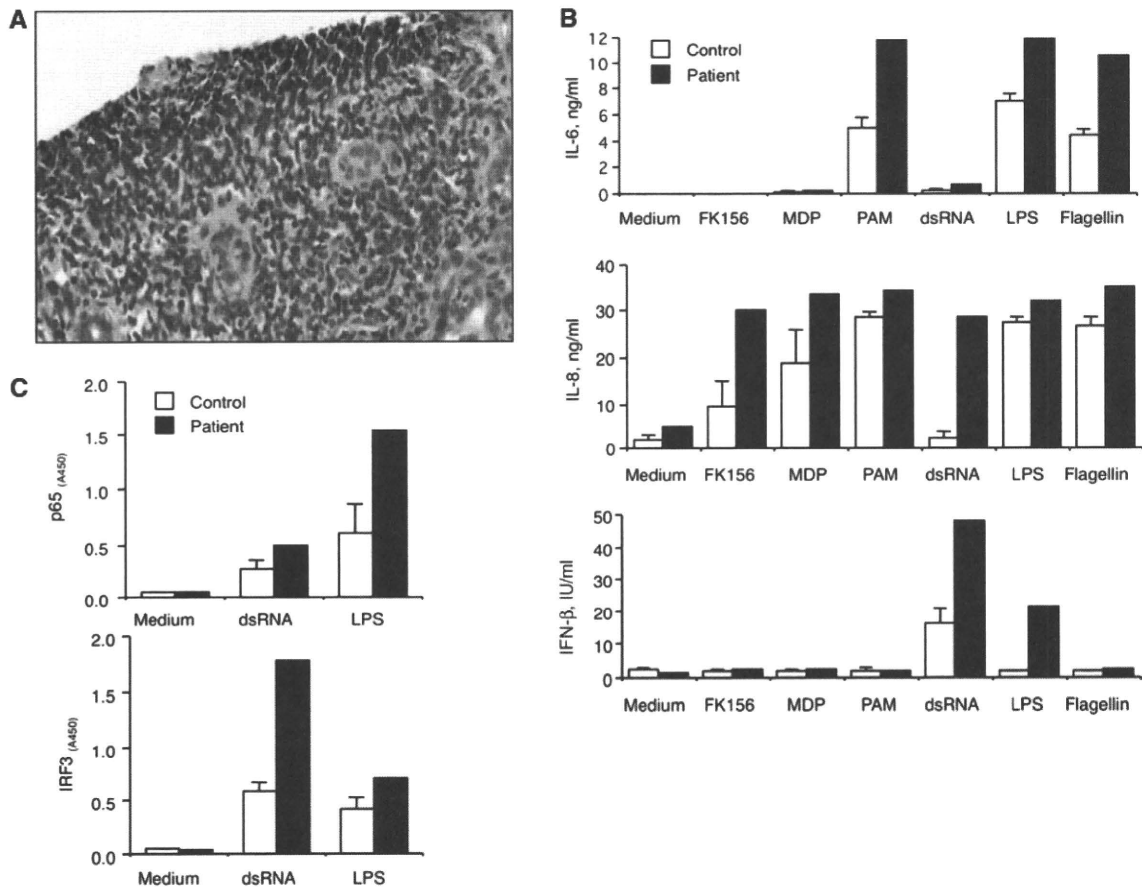 A
B
Control
Patient
IL-6, ng/ml
12
10
8
6
4
2
0
Medium FK156 MDP PAM dsRNA LPS Flagellin
IL-8, ng/ml
40
30
20
10
0
Medium FK156 MDP PAM dsRNA LPS Flagellin
IFN-β, IU/ml
50
40
30
20
10
0
Medium FK156 MDP PAM dsRNA LPS Flagellin
C
Control
Patient
p65 (A450)
2.0
1.5
1.0
0.5
0.0
Medium dsRNA LPS
IRF3 (A450)
2.0
1.5
1.0
0.5
0.0
Medium dsRNA LPS